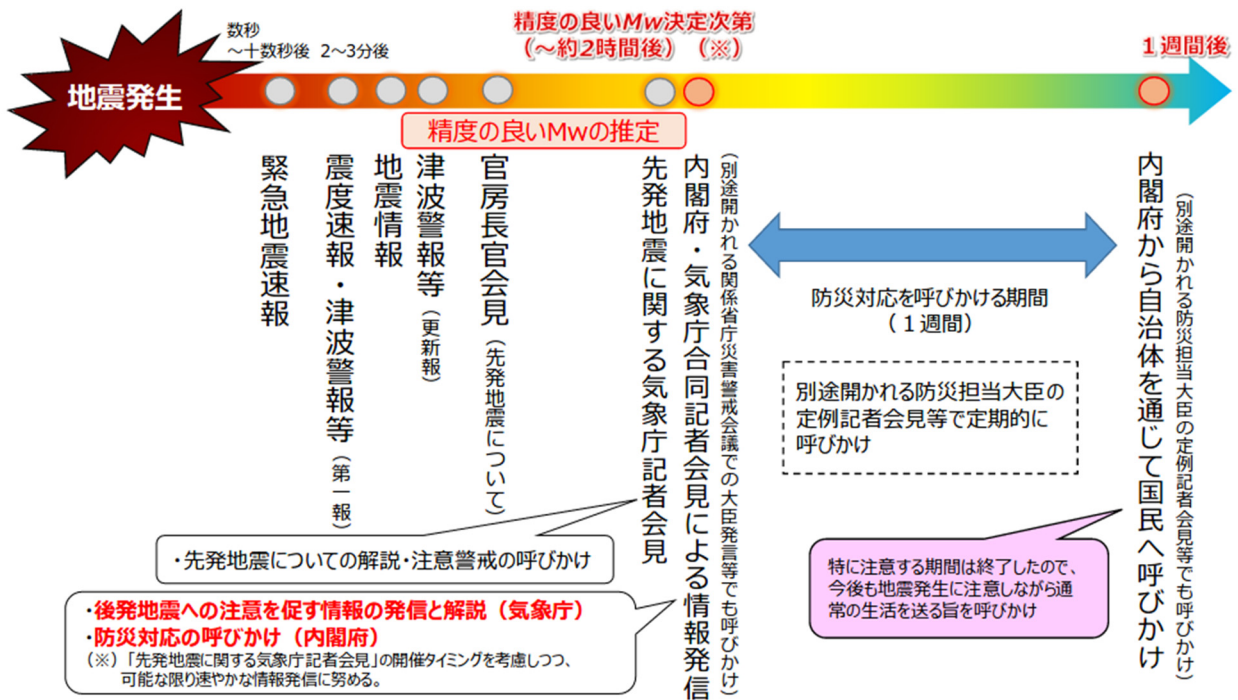 地震発生
数秒
～十数秒後
2～3分後
精度の良いMw決定次第
（～約2時間後）（※）
１週間後
精度の良いMwの推定
緊急地震速報
震度速報・津波警報等（第一報）
地震情報
津波警報等（更新報）
官房長官会見（先発地震について）
先発地震に関する気象庁記者会見
内閣府・気象庁合同記者会見による情報発信
（別途開かれる関係省庁災害警戒会議での大臣発言等でも呼びかけ）
防災対応を呼びかける期間
（１週間）
別途開かれる防災担当大臣の
定例記者会見等で定期的に
呼びかけ
内閣府から自治体を通じて国民へ呼びかけ
（別途開かれる防災担当大臣の定例記者会見等でも呼びかけ）
・先発地震についての解説・注意警戒の呼びかけ
・後発地震への注意を促す情報の発信と解説（気象庁）
・防災対応の呼びかけ（内閣府）
（※）「先発地震に関する気象庁記者会見」の開催タイミングを考慮しつつ、
可能な限り速やかな情報発信に努める。
特に注意する期間は終了したので、
今後も地震発生に注意しながら通
常の生活を送る旨を呼びかけ